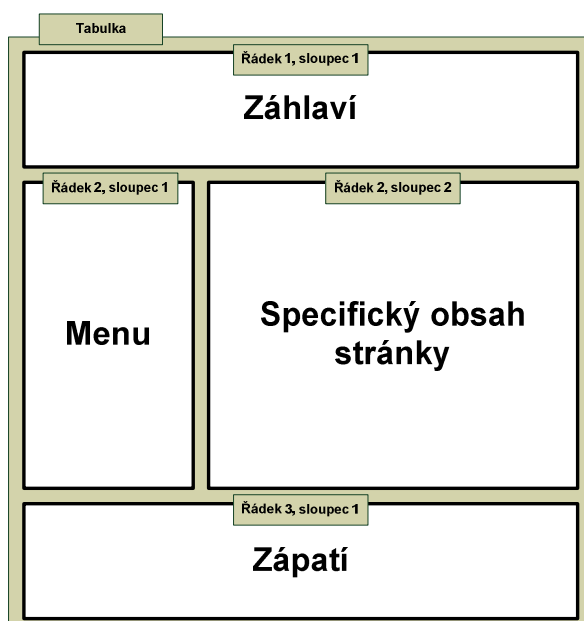 Tabulka
Řádek 1, sloupec 1
Záhlaví
Řádek 2, sloupec 1
Menu
Řádek 2, sloupec 2
Specifický obsah
stránky
Řádek 3, sloupec 1
Zápatí